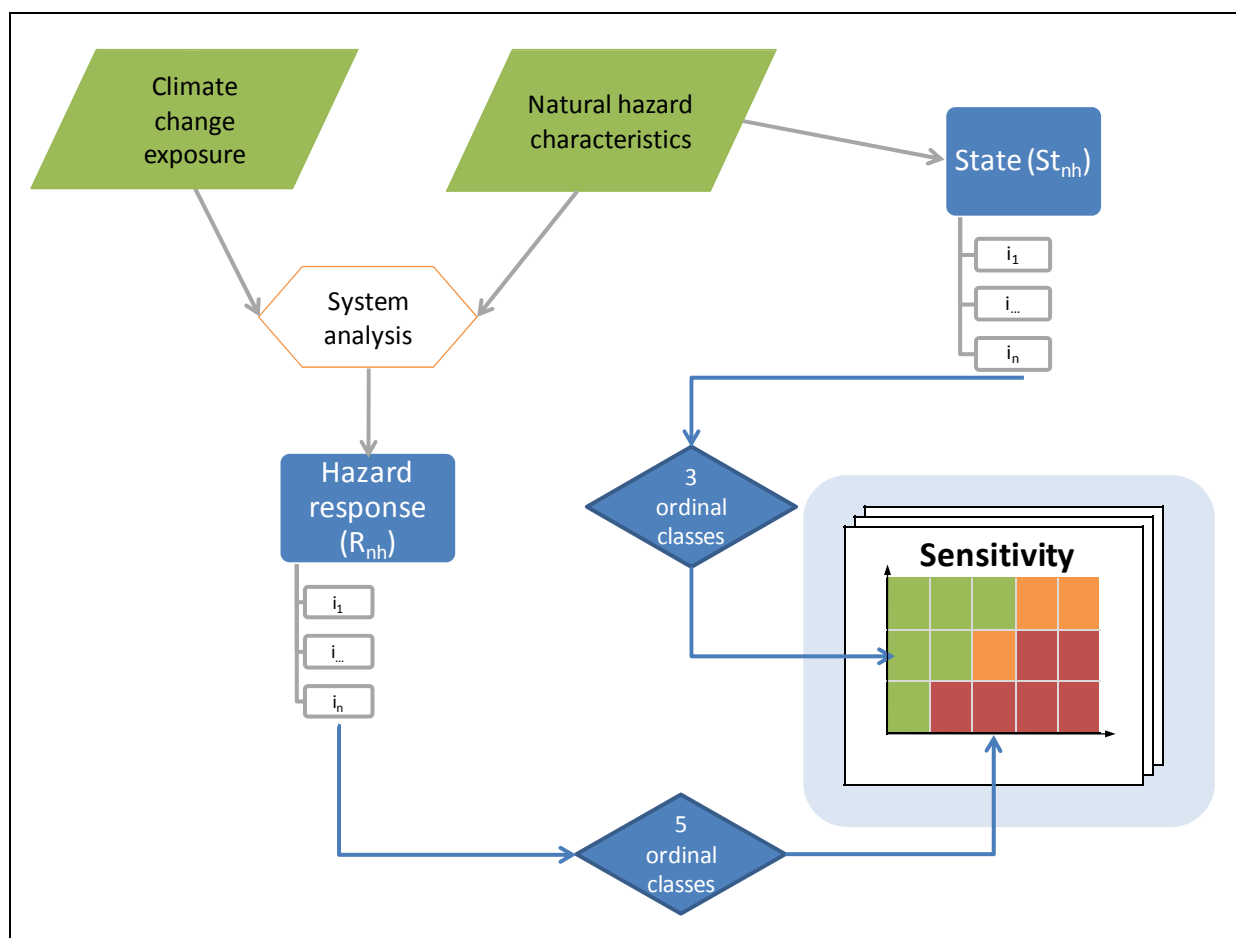 Climate
change
exposure
Natural hazard
characteristics
State (St_nh)
i_1
i_...
i_n
System
analysis
Hazard
response
(R_nh)
i_1
i_...
i_n
3
ordinal
classes
Sensitivity
5
ordinal
classes